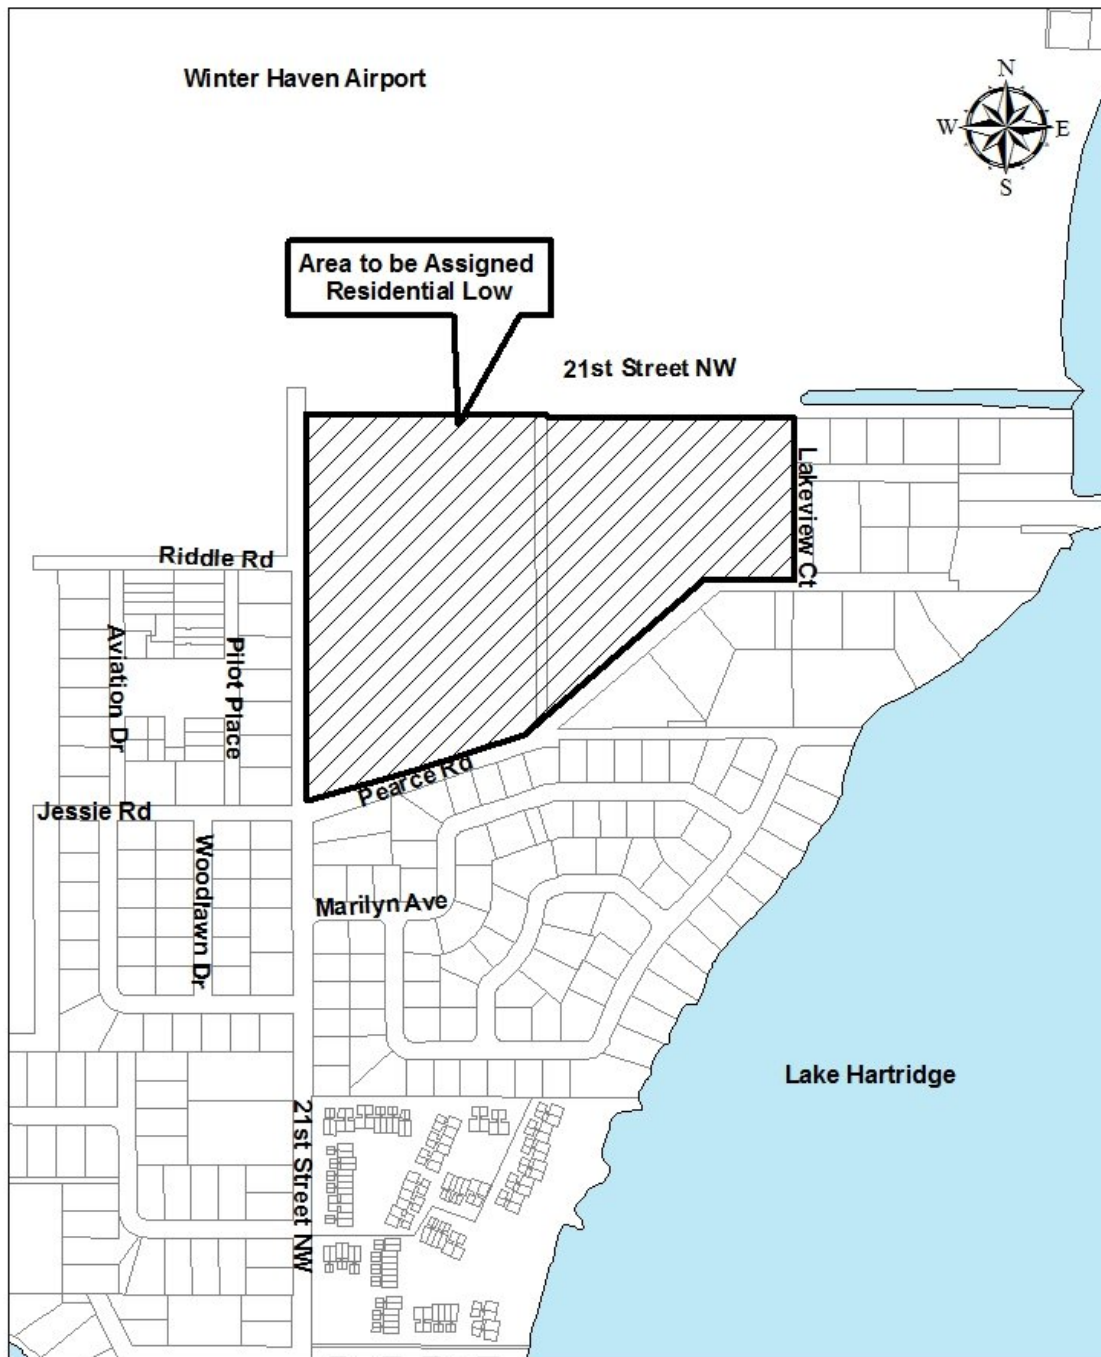 Winter Haven Airport
N
W
E
S
Area to be Assigned
Residential Low
21st Street NW
Lakeview Ct
Riddle Rd
Aviation Dr
Pilot Place
Pearce Rd
Jessie Rd
Woodlawn Dr
Marilyn Ave
Lake Hartridge
21st Street NW